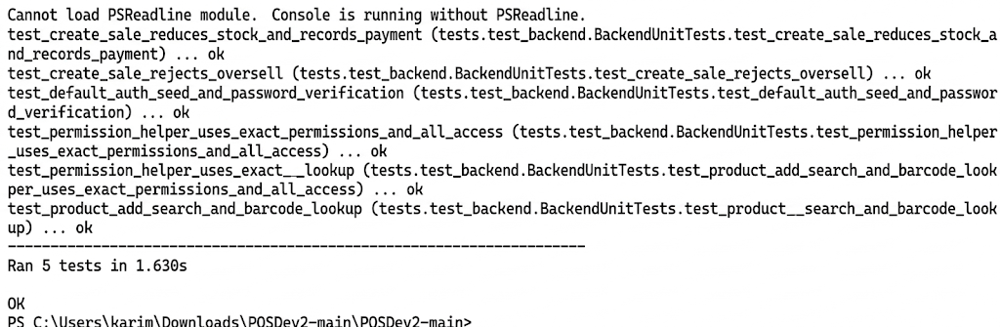 Cannot load PSReadline module.  Console is running without PSReadline.
test_create_sale_reduces_stock_and_records_payment (tests.test_backend.BackendUnitTests.test_create_sale_reduces_stock_a
nd_records_payment) ... ok
test_create_sale_rejects_oversell (tests.test_backend.BackendUnitTests.test_create_sale_rejects_oversell) ... ok
test_default_auth_seed_and_password_verification (tests.test_backend.BackendUnitTests.test_default_auth_seed_and_passwor
d_verification) ... ok
test_permission_helper_uses_exact_permissions_and_all_access (tests.test_backend.BackendUnitTests.test_permission_helper
_uses_exact_permissions_and_all_access) ... ok
test_permission_helper_uses_exact__lookup (tests.test_backend.BackendUnitTests.test_product_add_search_and_barcode_look
per_uses_exact_permissions_and_all_access) ... ok
test_product_add_search_and_barcode_lookup (tests.test_backend.BackendUnitTests.test_product__search_and_barcode_look
up) ... ok
----------------------------------------------------------------------
Ran 5 tests in 1.630s

OK
PS C:\Users\karim\Downloads\POSDev2-main\POSDev2-main>